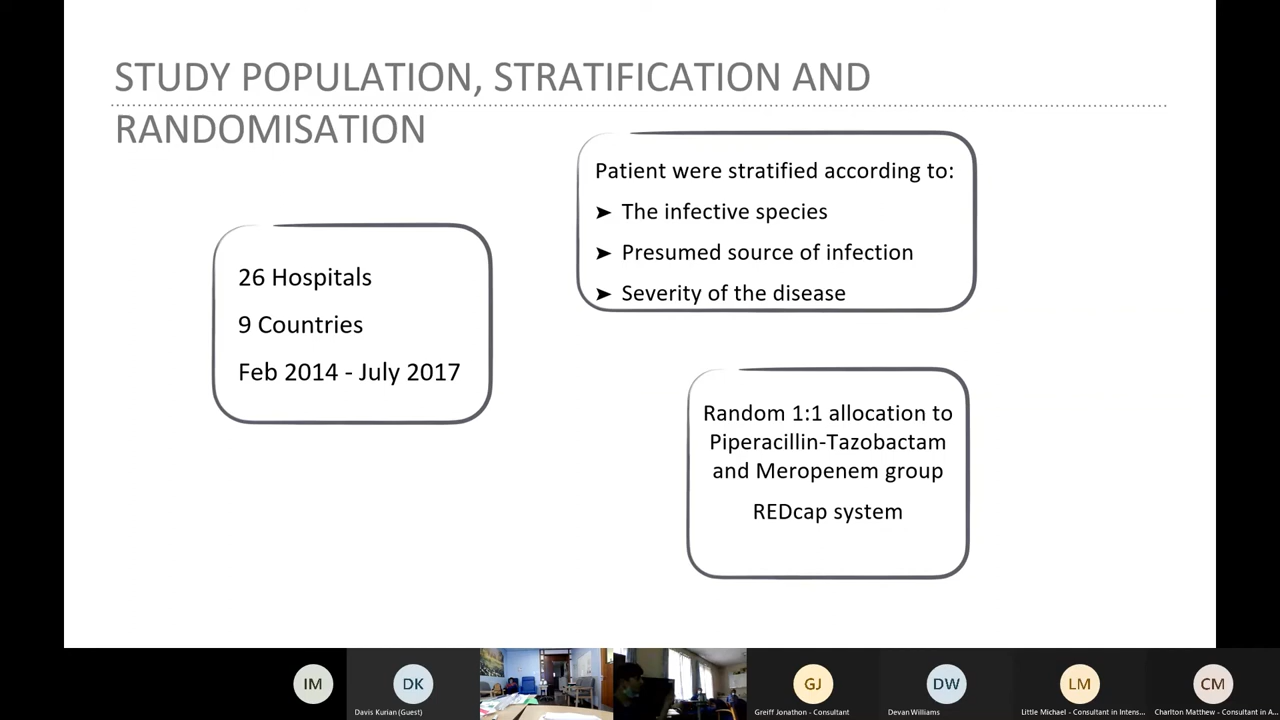 STUDY POPULATION, STRATIFICATION AND
RANDOMISATION
Patient were stratified according to:
➤ The infective species
➤ Presumed source of infection
➤ Severity of the disease
26 Hospitals
9 Countries
Feb 2014 - July 2017
Random 1:1 allocation to
Piperacillin-Tazobactam
and Meropenem group
REDcap system
IM
DK
GJ
DW
LM
CM
Davis Kurian (Guest)
Greiff Jonathon - Consultant
Devan Williams
Little Michael - Consultant in Intens...
Charlton Matthew - Consultant in A...